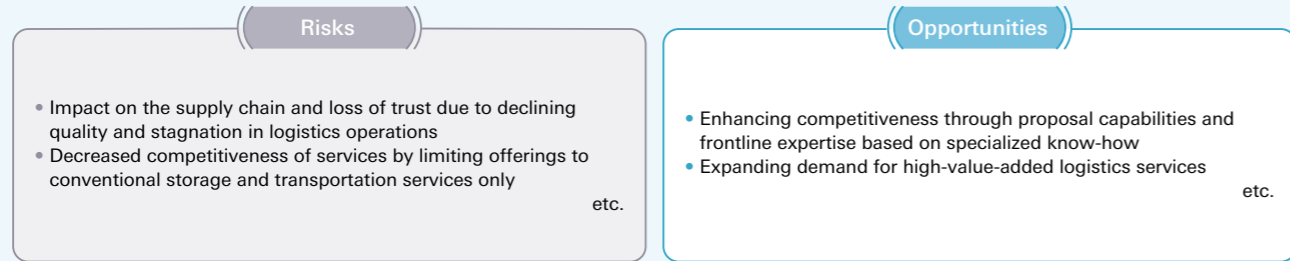 Risks
• Impact on the supply chain and loss of trust due to declining
quality and stagnation in logistics operations
• Decreased competitiveness of services by limiting offerings to
conventional storage and transportation services only
etc.
Opportunities
• Enhancing competitiveness through proposal capabilities and
frontline expertise based on specialized know-how
• Expanding demand for high-value-added logistics services
etc.